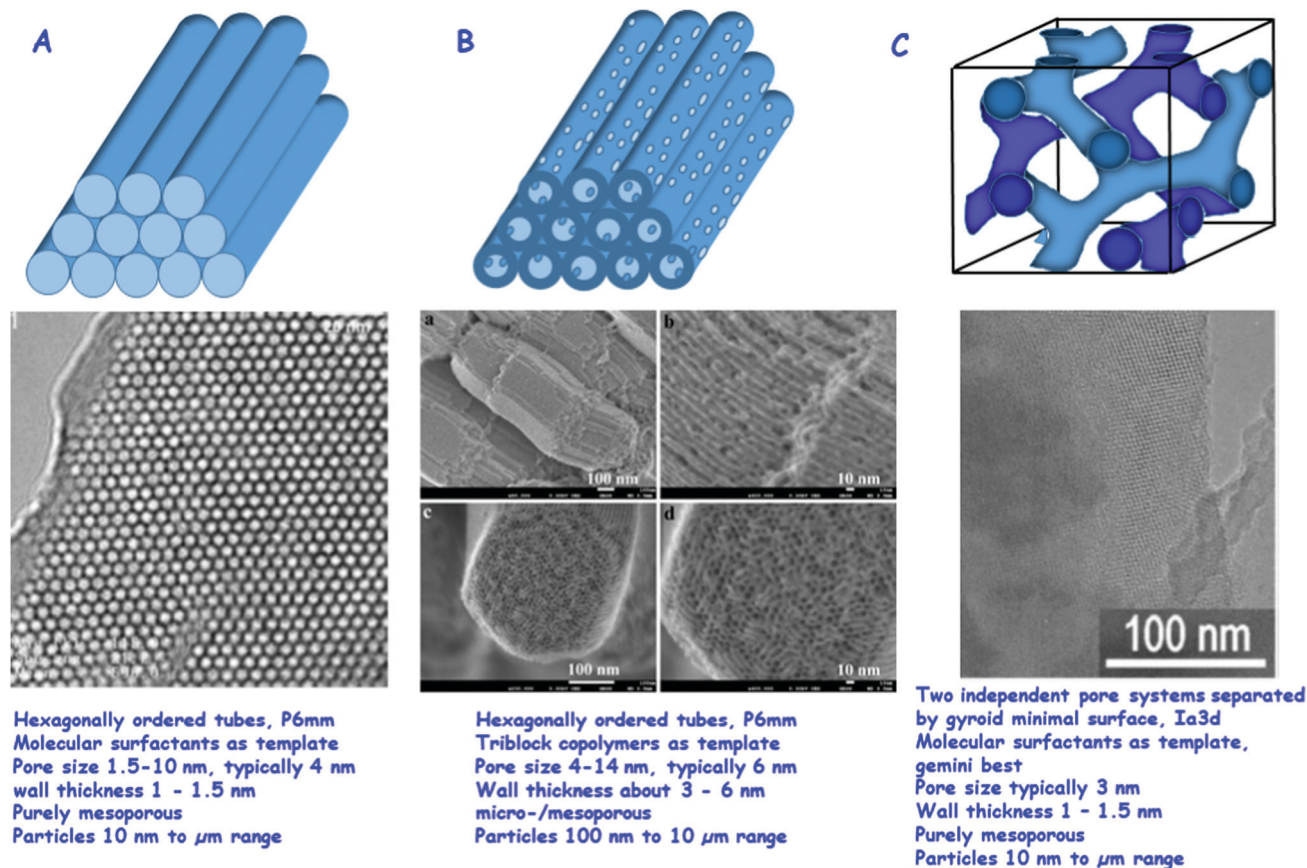 A
B
C
20 nm
a
b
100 nm
10 nm
c
d
100 nm
10 nm
100 nm
Hexagonally ordered tubes, P6mm
Molecular surfactants as template
Pore size 1.5-10 nm, typically 4 nm
wall thickness 1 - 1.5 nm
Purely mesoporous
Particles 10 nm to µm range
Hexagonally ordered tubes, P6mm
Triblock copolymers as template
Pore size 4-14 nm, typically 6 nm
Wall thickness about 3 - 6 nm
micro-/mesoporous
Particles 100 nm to 10 µm range
Two independent pore systems separated
by gyroid minimal surface, Ia3d
Molecular surfactants as template,
gemini best
Pore size typically 3 nm
Wall thickness 1 - 1.5 nm
Purely mesoporous
Particles 10 nm to µm range